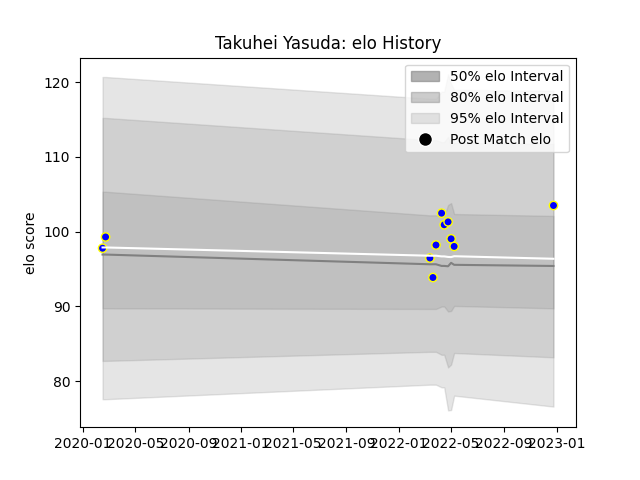 Takuhei Yasuda: elo History
50% elo Interval
80% elo Interval
95% elo Interval
Post Match elo
elo score
120
110
100
90
80
2020-01 2020-05 2020-09 2021-01 2021-05 2021-09 2022-01 2022-05 2022-09 2023-01